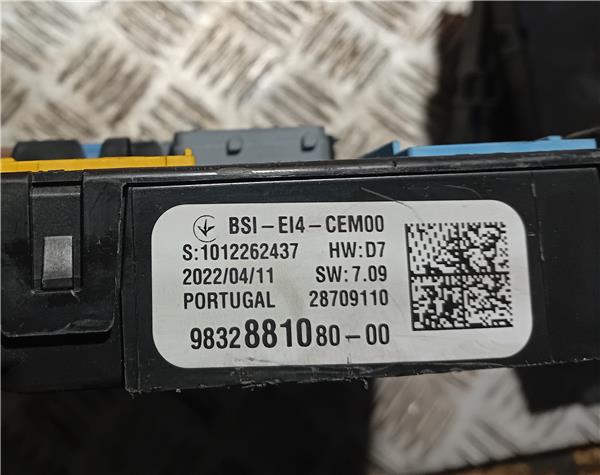 BSI-EI4-CEM00
S:1012262437 HW:D7
2022/04/11 SW:7.09
PORTUGAL 28709110
9832881080-00